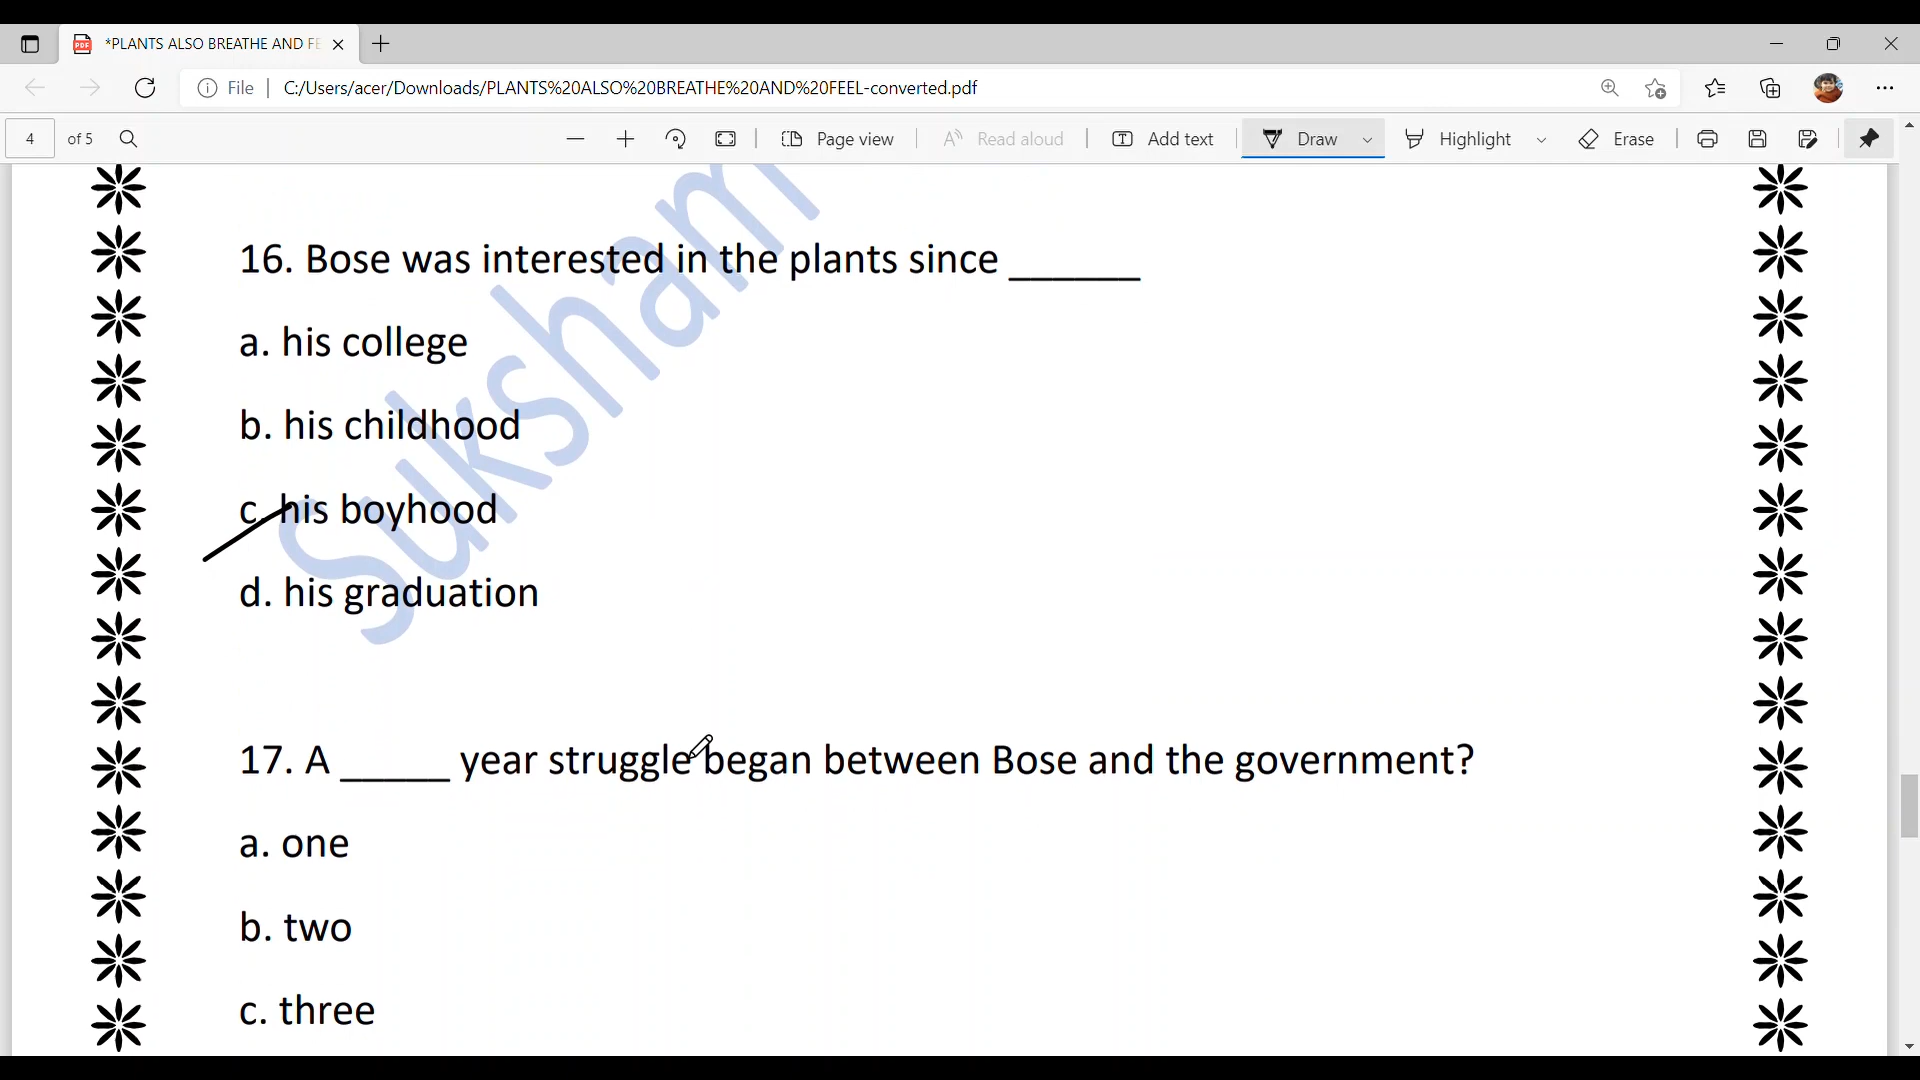 *PLANTS ALSO BREATHE AND FE
File C:/Users/acer/Downloads/PLANTS%20ALSO%20BREATHE%20AND%20FEEL-converted.pdf
4 of 5 Page view Read aloud Add text Draw Highlight Erase
Suksham
16. Bose was interested in the plants since ______
a. his college
b. his childhood
c. his boyhood
d. his graduation
17. A _____ year struggle began between Bose and the government?
a. one
b. two
c. three